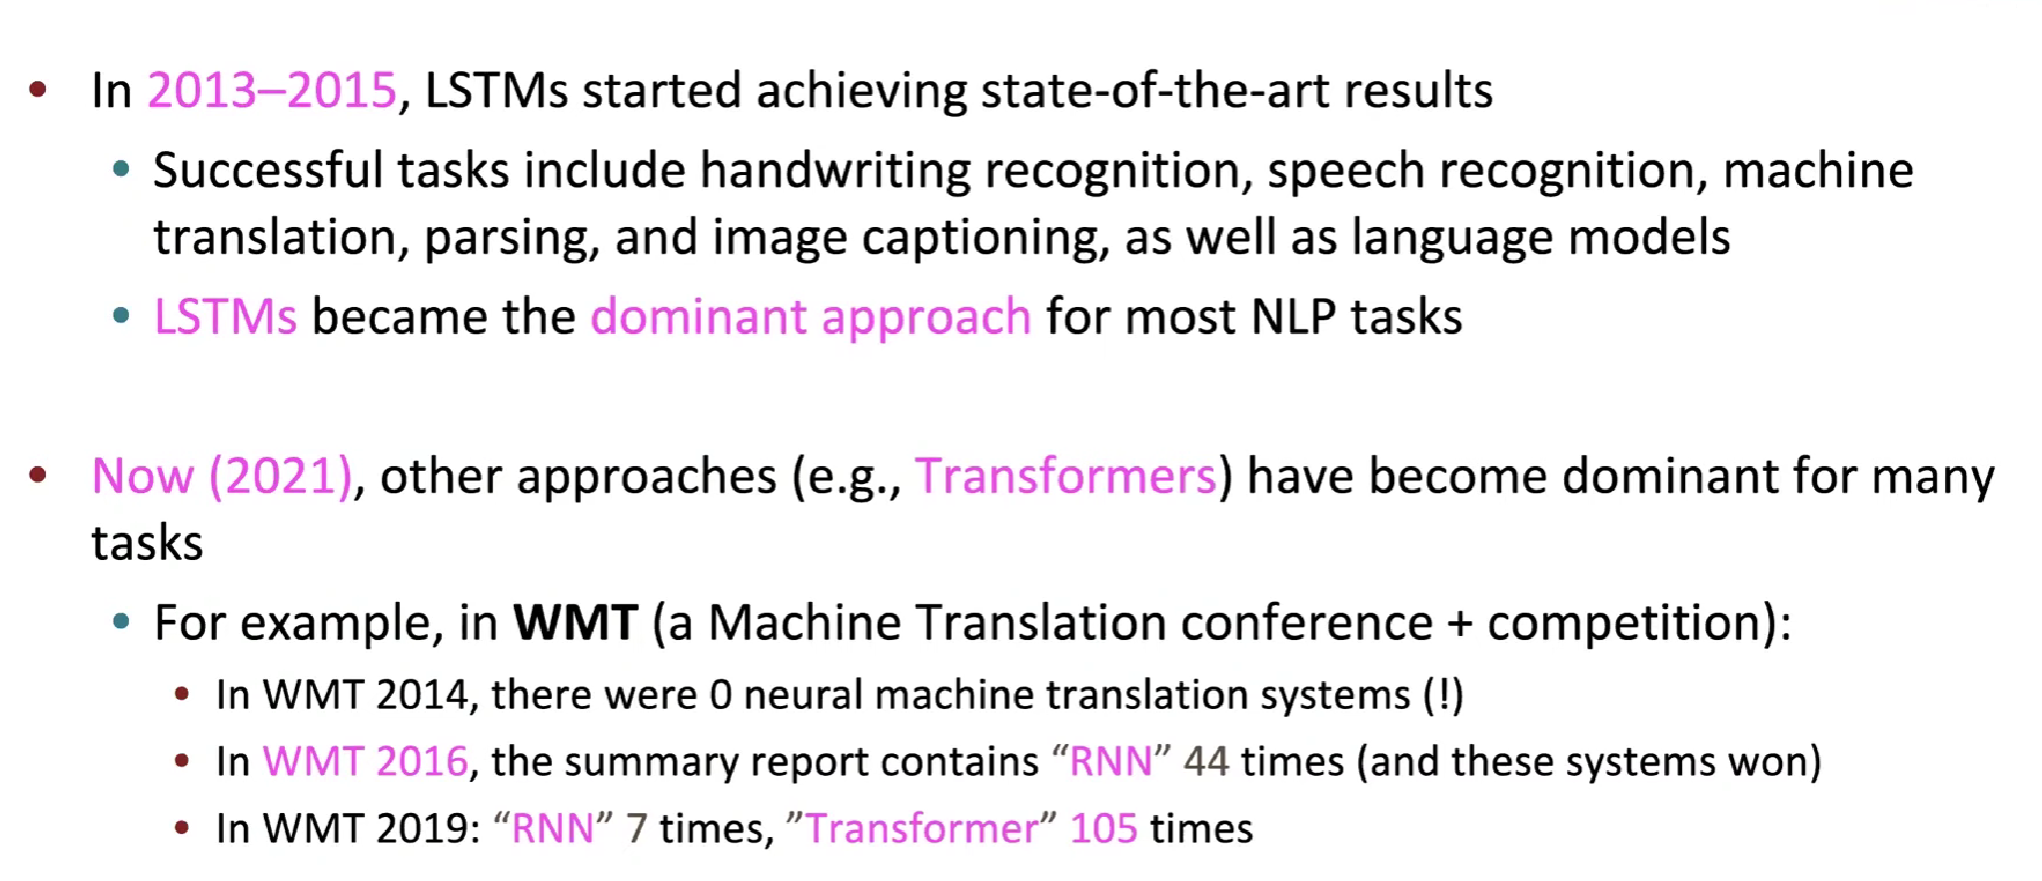 • In 2013–2015, LSTMs started achieving state-of-the-art results
• Successful tasks include handwriting recognition, speech recognition, machine
translation, parsing, and image captioning, as well as language models
• LSTMs became the dominant approach for most NLP tasks
• Now (2021), other approaches (e.g., Transformers) have become dominant for many
tasks
• For example, in WMT (a Machine Translation conference + competition):
• In WMT 2014, there were 0 neural machine translation systems (!)
• In WMT 2016, the summary report contains “RNN” 44 times (and these systems won)
• In WMT 2019: “RNN” 7 times, ”Transformer” 105 times